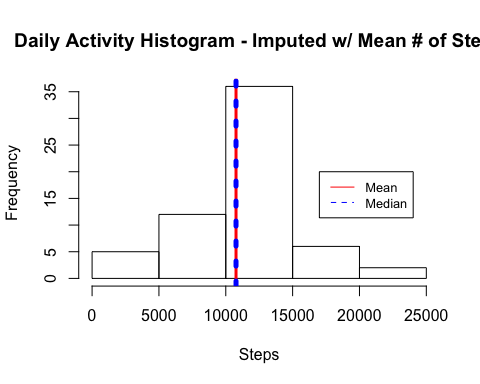 Daily Activity Histogram - Imputed w/ Mean # of Ste
Frequency
35
25
15
5
0
Mean
Median
0 5000 10000 15000 20000 25000
Steps